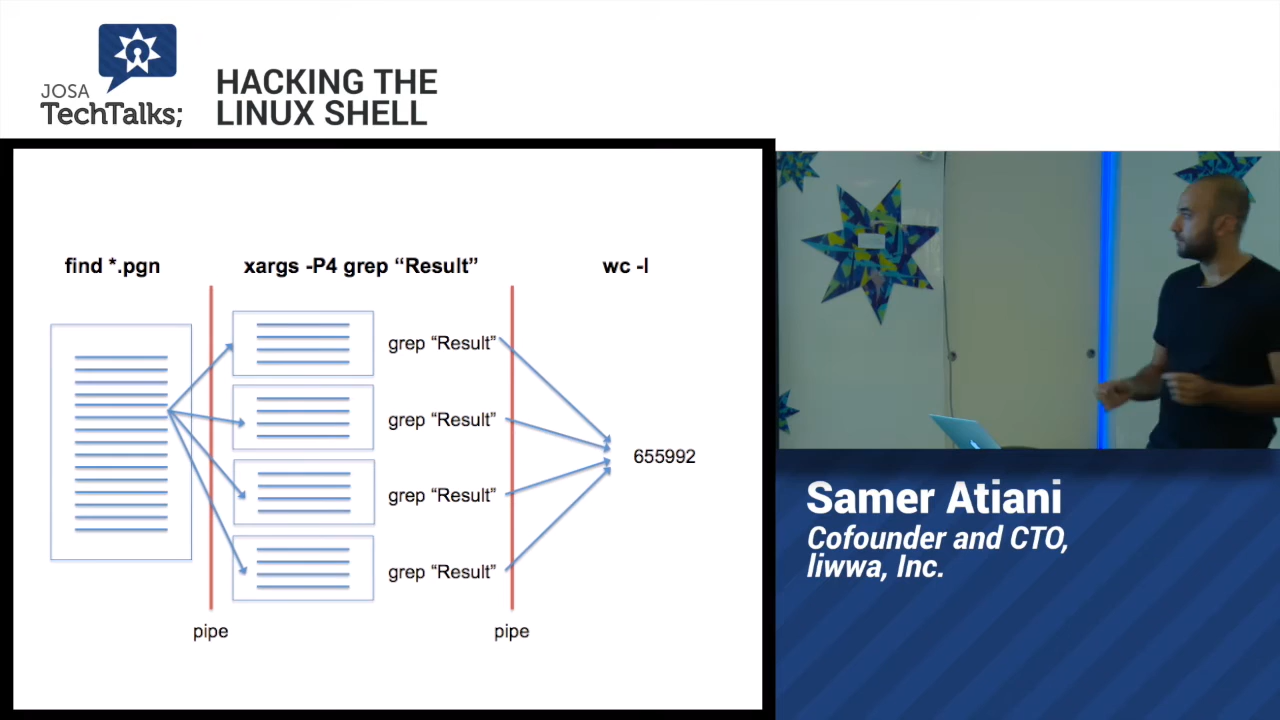 JOSA
TechTalks;
HACKING THE
LINUX SHELL
find *.pgn
xargs -P4 grep “Result”
wc -l
grep “Result”
grep “Result”
grep “Result”
grep “Result”
655992
pipe
pipe
Samer Atiani
Cofounder and CTO,
liwwa, Inc.